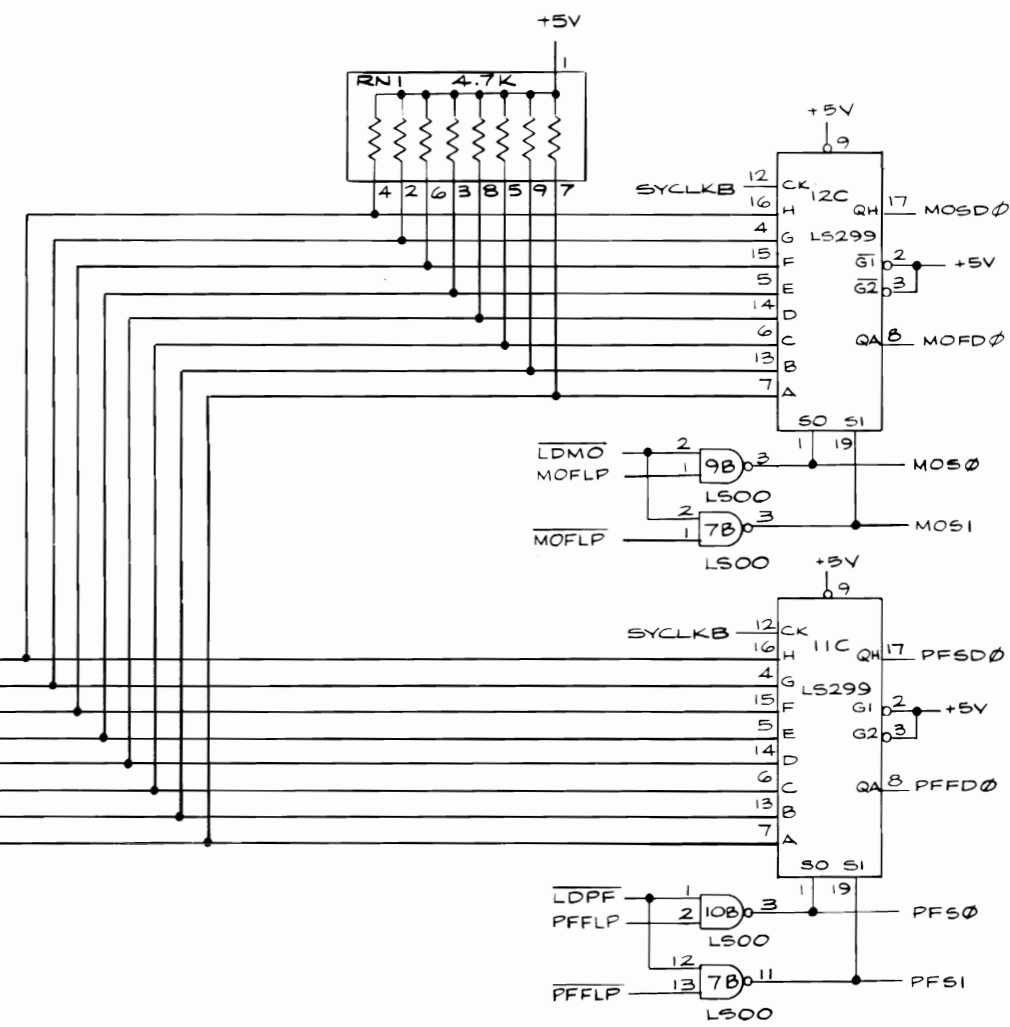 +5V
1
RN1 4.7K
4 2 6 3 8 5 9 7
+5V
9
SYCLKB 12 CK 12C
16 H QH 17 MOSDØ
4 G LS299
15 F G1 2 +5V
5 E G2 3
14 D
6 C QA 8 MOFDØ
13 B
7 A
S0 S1
1 19
LDMO 2 9B 3 MOSØ
MOFLP 1
LS00
2 7B 3 MOS1
MOFLP 1
LS00
+5V
9
SYCLKB 12 CK 11C
16 H QH 17 PFSDØ
4 G LS299
15 F G1 2 +5V
5 E G2 3
14 D
6 C QA 8 PFFDØ
13 B
7 A
S0 S1
1 19
LDPF 1 10B 3 PFSØ
PFFLP 2
LS00
12 7B 11 PFS1
PFFLP 13
LS00